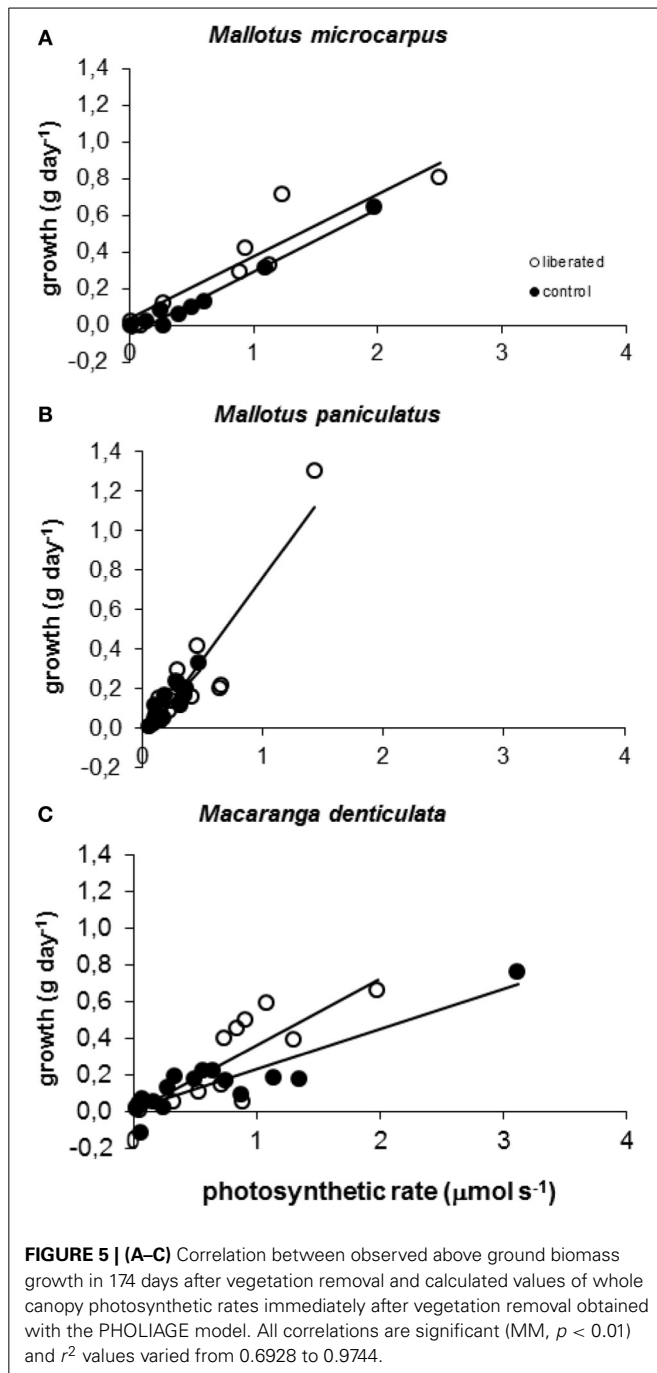 A
Mallotus microcarpus
1,4
1,2
1,0
0,8
0,6
0,4
0,2
0,0
-0,2
growth (g day-1)
liberated
control
0 1 2 3 4
B
Mallotus paniculatus
1,4
1,2
1,0
0,8
0,6
0,4
0,2
0,0
-0,2
growth (g day-1)
0 1 2 3 4
C
Macaranga denticulata
1,4
1,2
1,0
0,8
0,6
0,4
0,2
0,0
-0,2
growth (g day-1)
0 1 2 3 4
photosynthetic rate (μmol s-1)
FIGURE 5 | (A–C) Correlation between observed above ground biomass
growth in 174 days after vegetation removal and calculated values of whole
canopy photosynthetic rates immediately after vegetation removal obtained
with the PHOLIAGE model. All correlations are significant (MM, p < 0.01)
and r2 values varied from 0.6928 to 0.9744.